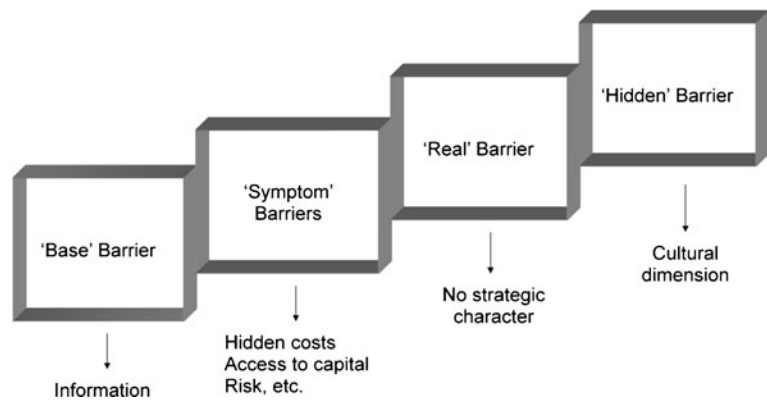 'Base' Barrier
Information
'Symptom'
Barriers
Hidden costs
Access to capital
Risk, etc.
'Real' Barrier
No strategic
character
'Hidden' Barrier
Cultural
dimension